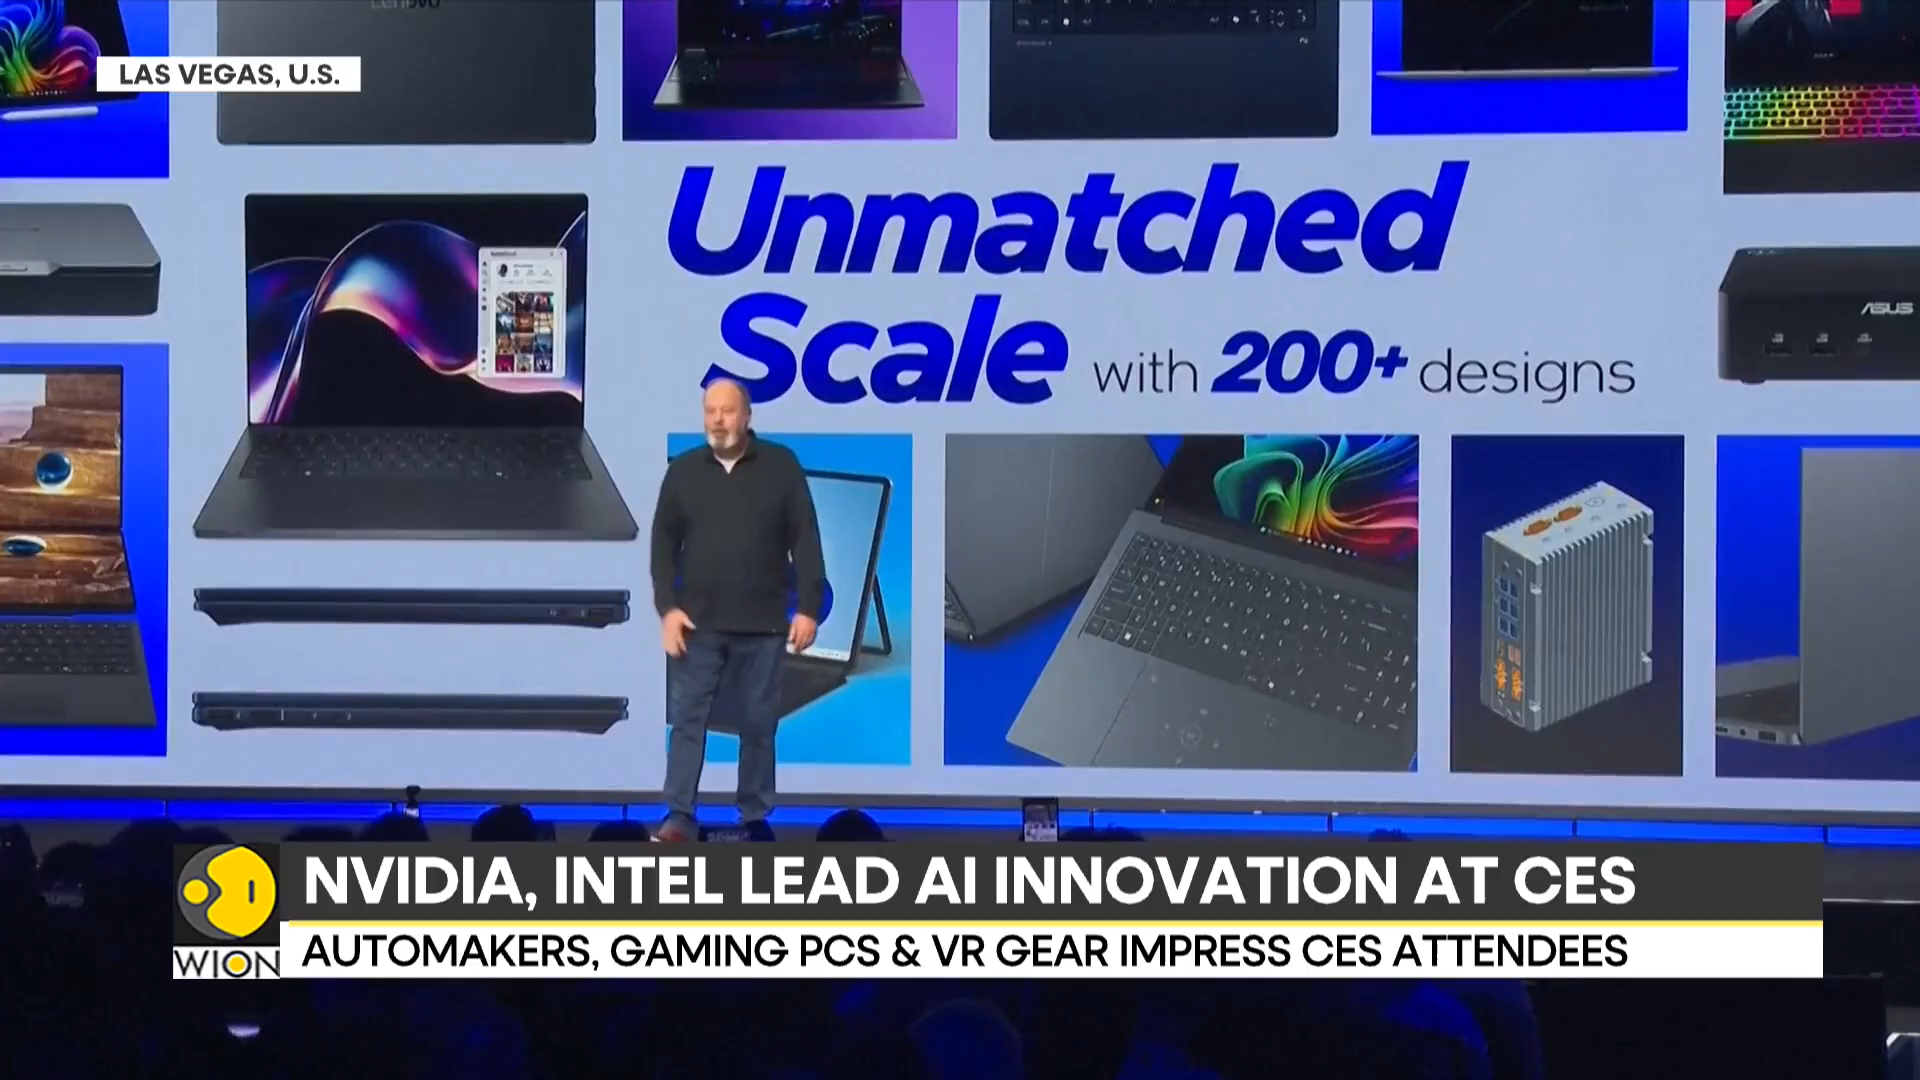 Lenovo
LAS VEGAS, U.S.
Unmatched
Scale with 200+ designs
ASUS
NVIDIA, INTEL LEAD AI INNOVATION AT CES
AUTOMAKERS, GAMING PCS & VR GEAR IMPRESS CES ATTENDEES
WION